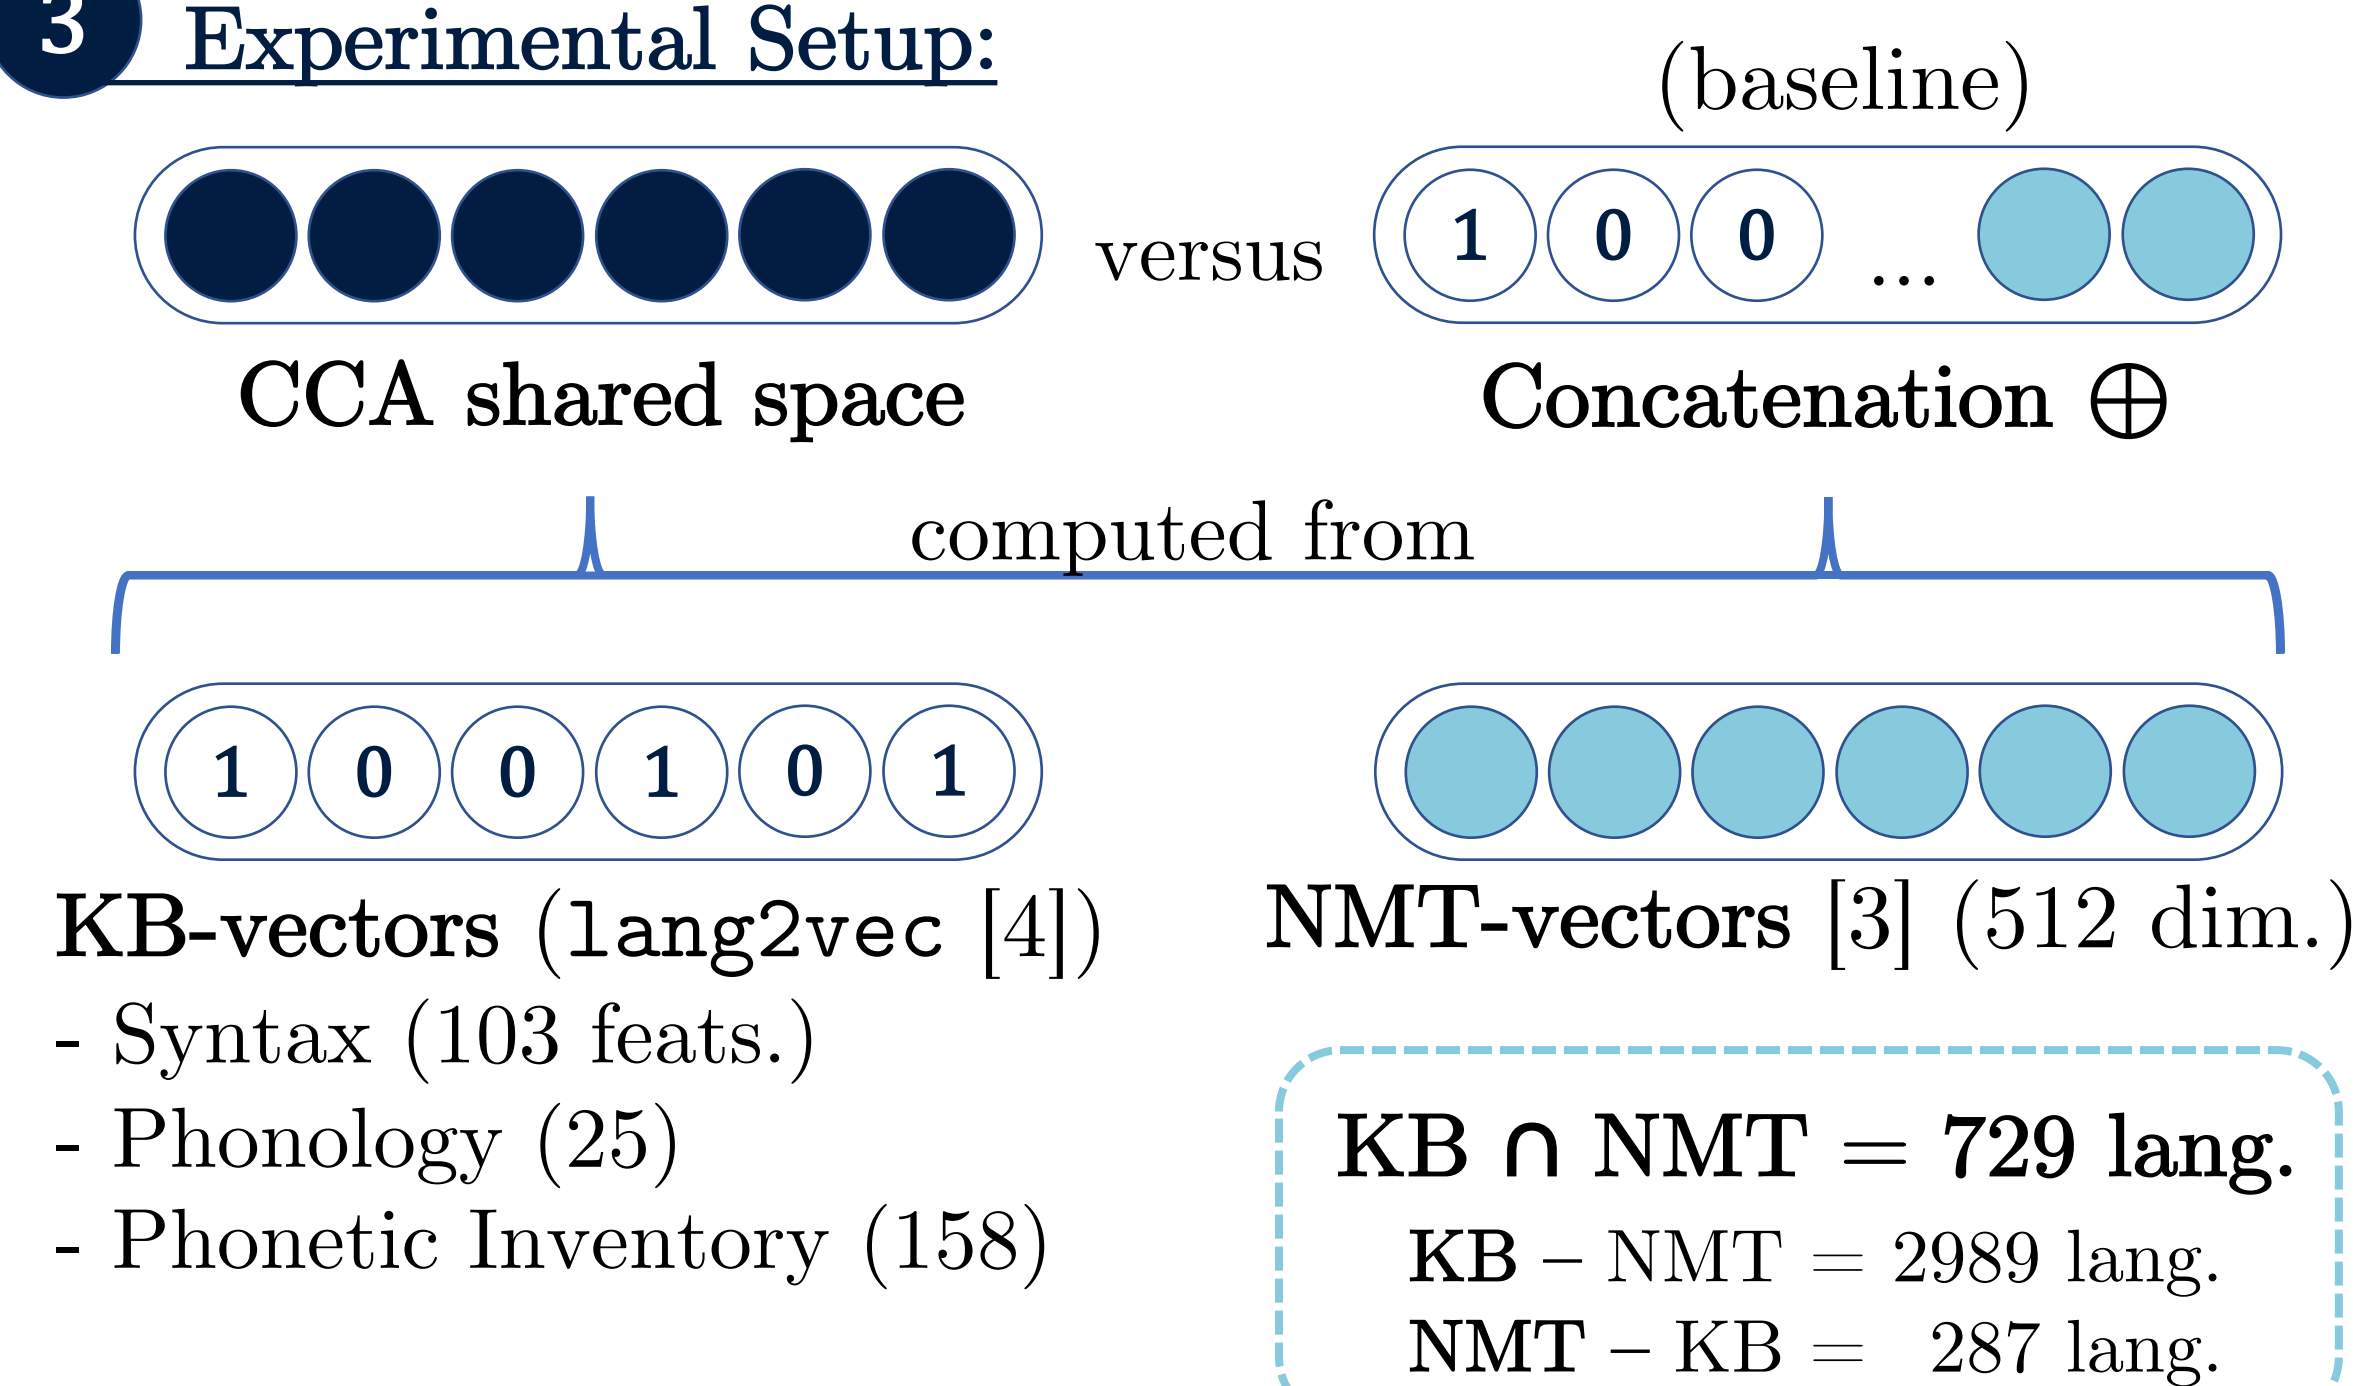 3 Experimental Setup:
(baseline)
versus
1 0 0 ...
CCA shared space
Concatenation ⊕
computed from
1 0 0 1 0 1
KB-vectors (lang2vec [4])
- Syntax (103 feats.)
- Phonology (25)
- Phonetic Inventory (158)
NMT-vectors [3] (512 dim.)
KB ∩ NMT = 729 lang.
KB – NMT = 2989 lang.
NMT – KB = 287 lang.